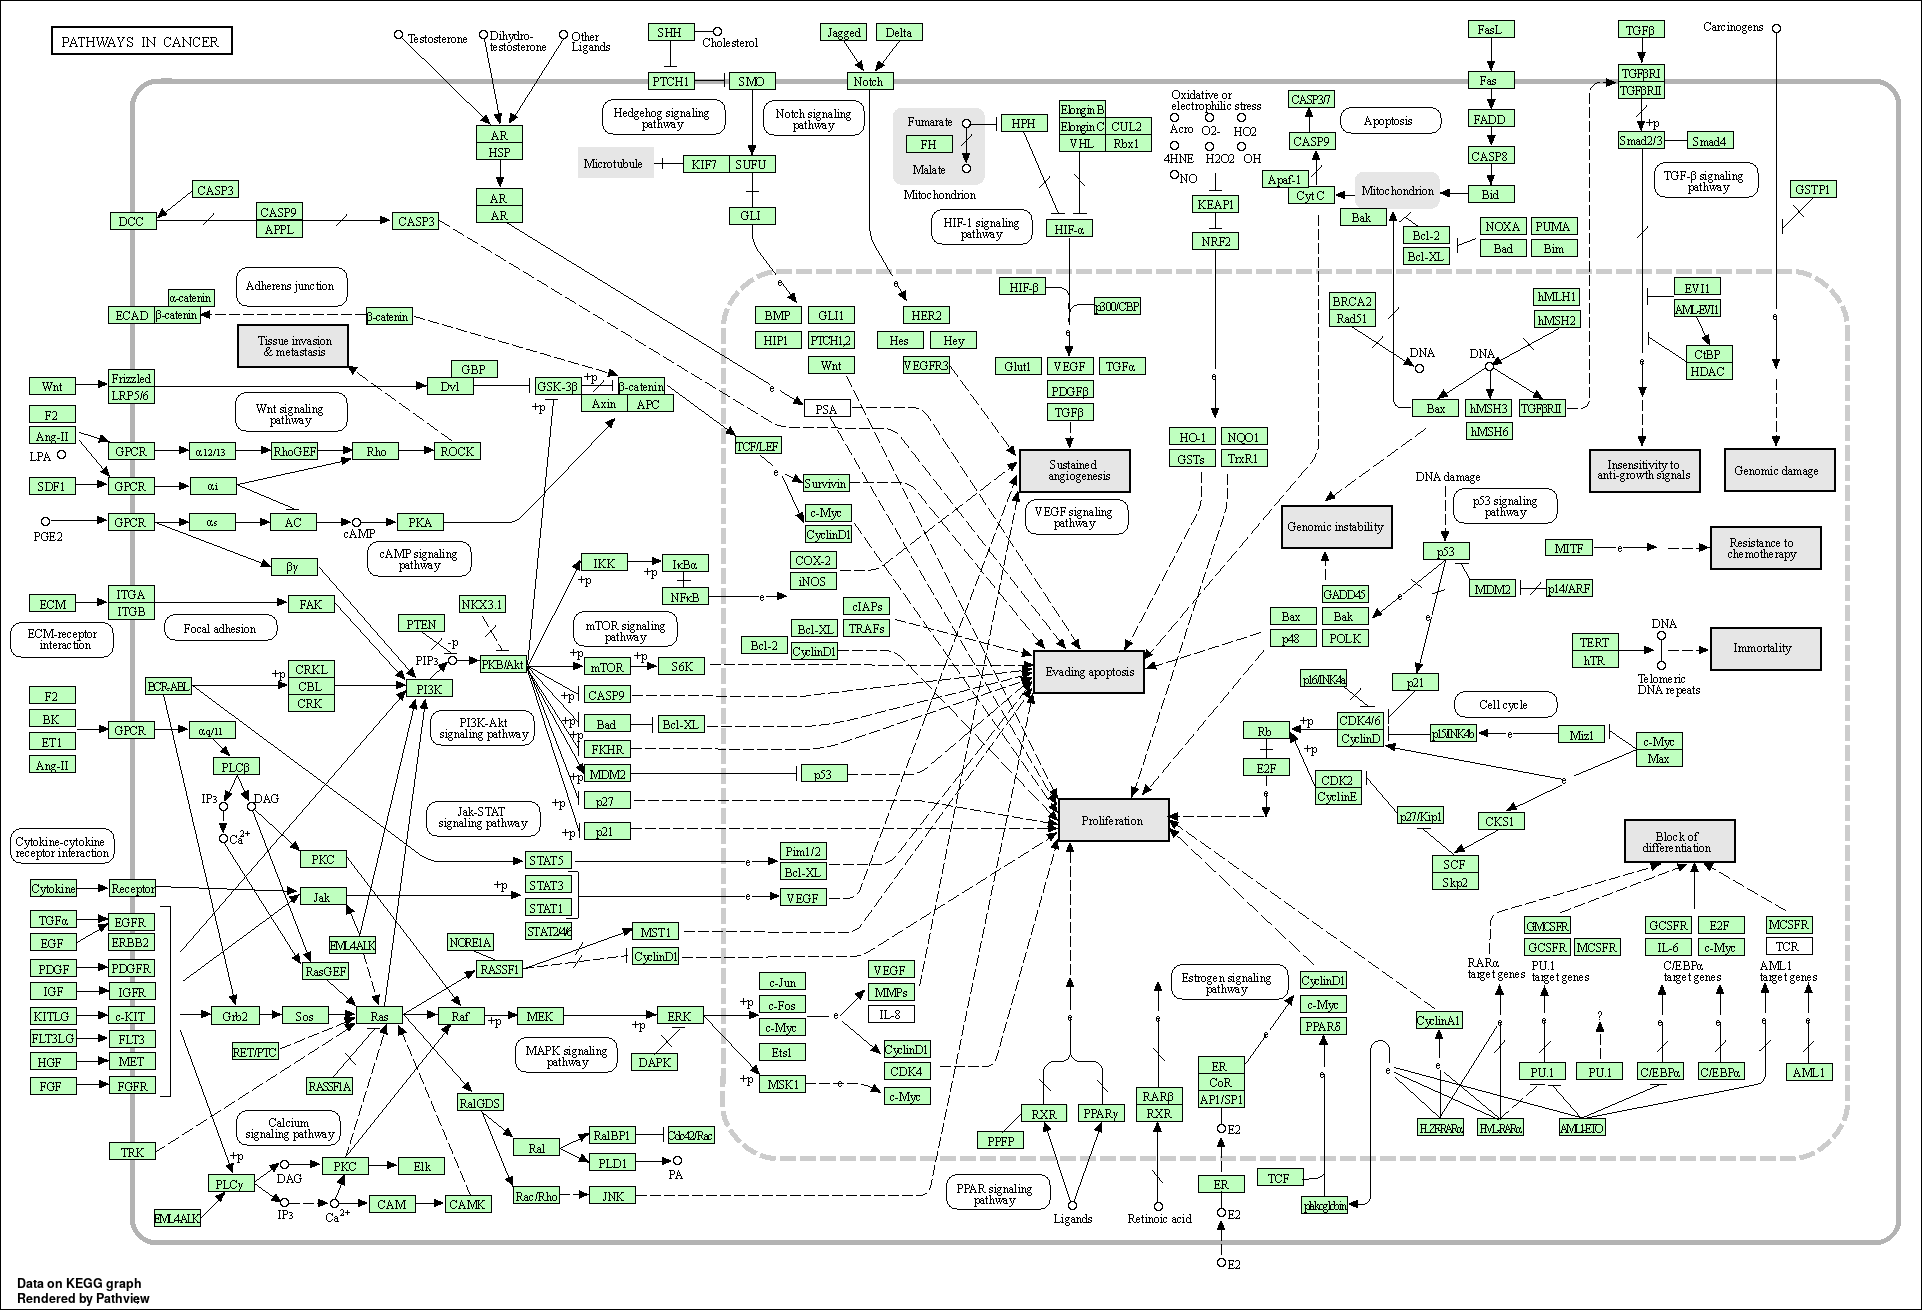 PATHWAYS IN CANCER
Testosterone
Dihydro-
testosterone
Other
Ligands
SHH
Cholesterol
Jagged
Delta
FasL
TGFβ
Carcinogens
PTCH1
SMO
Notch
Fas
TGFβRI
TGFβRII
Hedgehog signaling
pathway
Notch signaling
pathway
Fumarate
FH
Malate
Mitochondrion
HPH
Elongin B
Elongin C
CUL2
VHL
Rbx1
Oxidative or
electrophilic stress
Acro
O2-
HO2
4HNE
H2O2
OH
NO
CASP3/7
CASP9
Apoptosis
FADD
CASP8
+p
Smad2/3
Smad4
AR
HSP
Microtubule
KIF7
SUFU
Apaf-1
Cyt C
Mitochondrion
Bid
TGF-β signaling
pathway
GSTP1
CASP3
AR
AR
GLI
HIF-1 signaling
pathway
HIF-α
KEAP1
NRF2
Bak
Bcl-2
Bcl-XL
NOXA
PUMA
Bad
Bim
DCC
CASP9
APPL
CASP3
Adherens junction
e
e
HIF-β
p300/CBP
BRCA2
Rad51
hMLH1
hMSH2
EVI1
AML-EVI1
α-catenin
ECAD
β-catenin
β-catenin
BMP
GLI1
HER2
e
e
Tissue invasion
& metastasis
HIP1
PTCH1,2
Hes
Hey
DNA
DNA
CtBP
HDAC
Wnt
VEGFR3
Glut1
VEGF
TGFα
e
e
Wnt
Frizzled
LRP5/6
GBP
Dvl
GSK-3β
+p
β-catenin
Axin
APC
+p
e
PSA
PDGFβ
TGFβ
Bax
hMSH3
TGFβRII
hMSH6
F2
Ang-II
LPA
Wnt signaling
pathway
GPCR
α12/13
RhoGEF
Rho
ROCK
TCF/LEF
HO-1
NQO1
GSTs
TrxR1
Sustained
angiogenesis
Insensitivity to
anti-growth signals
Genomic damage
SDF1
GPCR
αi
e
Survivin
DNA damage
p53 signaling
pathway
PGE2
GPCR
αs
AC
cAMP
PKA
c-Myc
CyclinD1
VEGF signaling
pathway
Genomic instability
cAMP signaling
pathway
βγ
IKK
+p
+p
IκBα
NFκB
e
COX-2
iNOS
p53
MITF
e
Resistance to
chemotherapy
ECM
ITGA
ITGB
FAK
NKX3.1
cIAPs
TRAFs
Bcl-XL
CyclinD1
Bcl-2
GADD45
Bax
Bak
p48
POLK
e
e
MDM2
p14/ARF
ECM-receptor
interaction
Focal adhesion
PTEN
-p
PIP3
PKB/Akt
mTOR signaling
pathway
+p
mTOR
+p
S6K
Evading apoptosis
TERT
hTR
DNA
Telomeric
DNA repeats
Immortality
F2
BK
ET1
Ang-II
BCR-ABL
+p
CRKL
CBL
CRK
PI3K
+p
CASP9
p16/INK4a
p21
PI3K-Akt
signaling pathway
+p
Bad
Bcl-XL
Cell cycle
GPCR
αq/11
+p
FKHR
Rb
+p
CDK4/6
CyclinD
p15/INK4b
e
Miz1
c-Myc
Max
PLCβ
+p
MDM2
p53
E2F
+p
CDK2
CyclinE
e
IP3
DAG
+p
p27
e
Ca2+
Jak-STAT
signaling pathway
+p
p21
Proliferation
p27/Kip1
CKS1
Block of
differentiation
Cytokine-cytokine
receptor interaction
PKC
STAT5
e
Pim1/2
Bcl-XL
SCF
Skp2
Cytokine
Receptor
Jak
+p
STAT3
STAT1
STAT2/4/6
e
VEGF
TGFα
EGFR
EGF
ERBB2
EML4-ALK
NORE1A
RASSF1
MST1
CyclinD1
GMCSFR
GCSFR
MCSFR
GCSFR
IL-6
E2F
c-Myc
MCSFR
TCR
PDGF
PDGFR
RasGEF
IGF
IGFR
RARα
target genes
PU.1
target genes
C/EBPα
target genes
AML1
target genes
Estrogen signaling
pathway
KITLG
c-KIT
Grb2
Sos
Ras
Raf
+p
MEK
+p
ERK
+p
c-Jun
c-Fos
c-Myc
Ets1
e
VEGF
MMPs
IL-8
e
CyclinD1
c-Myc
PPARδ
CyclinA1
FLT3LG
FLT3
RET/PTC
MAPK signaling
pathway
DAPK
CyclinD1
CDK4
c-Myc
HGF
MET
RASSF1A
+p
MSK1
e
FGF
FGFR
ER
CoR
AP1/SP1
e
e
e
e
e
e
e
e
e
?
PU.1
PU.1
C/EBPα
C/EBPα
AML1
RalGDS
RXR
PPARγ
RARβ
RXR
Calcium
signaling pathway
PPFP
E2
PLZF-RARα
PML-RARα
AML1-ETO
TRK
Ral
RalBP1
Cdc42/Rac
PLD1
PA
+p
PLCγ
DAG
PKC
Elk
Rac/Rho
JNK
PPAR signaling
pathway
ER
TCF
IP3
Ca2+
CAM
CAMK
EML4-ALK
Ligands
Retinoic acid
E2
plakoglobin
E2
Data on KEGG graph
Rendered by Pathview